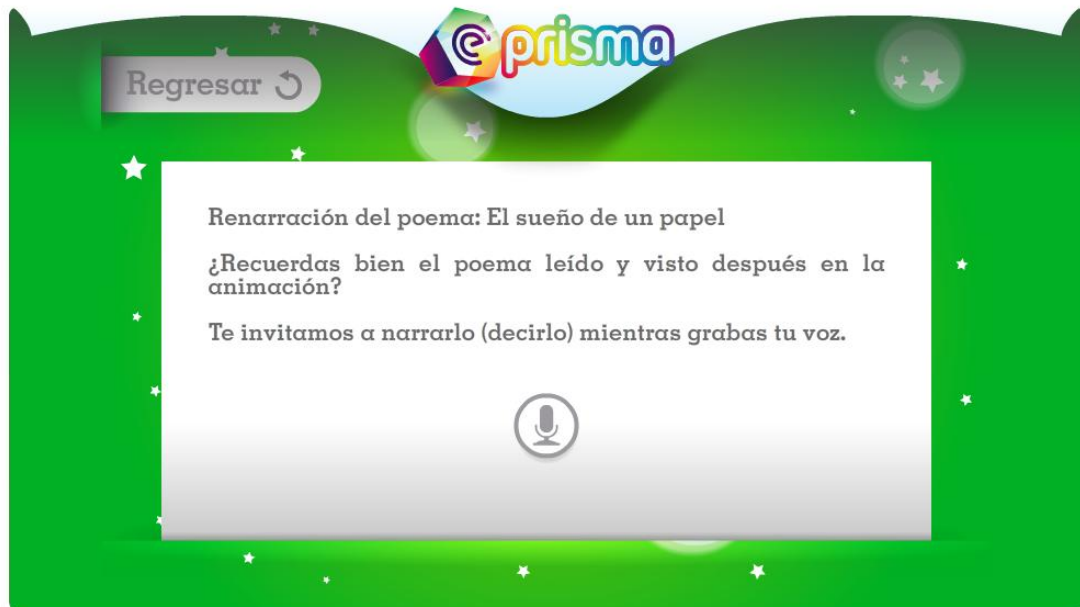 e prisma
Regresar
Renarración del poema: El sueño de un papel
¿Recuerdas bien el poema leído y visto después en la
animación?
Te invitamos a narrarlo (decirlo) mientras grabas tu voz.